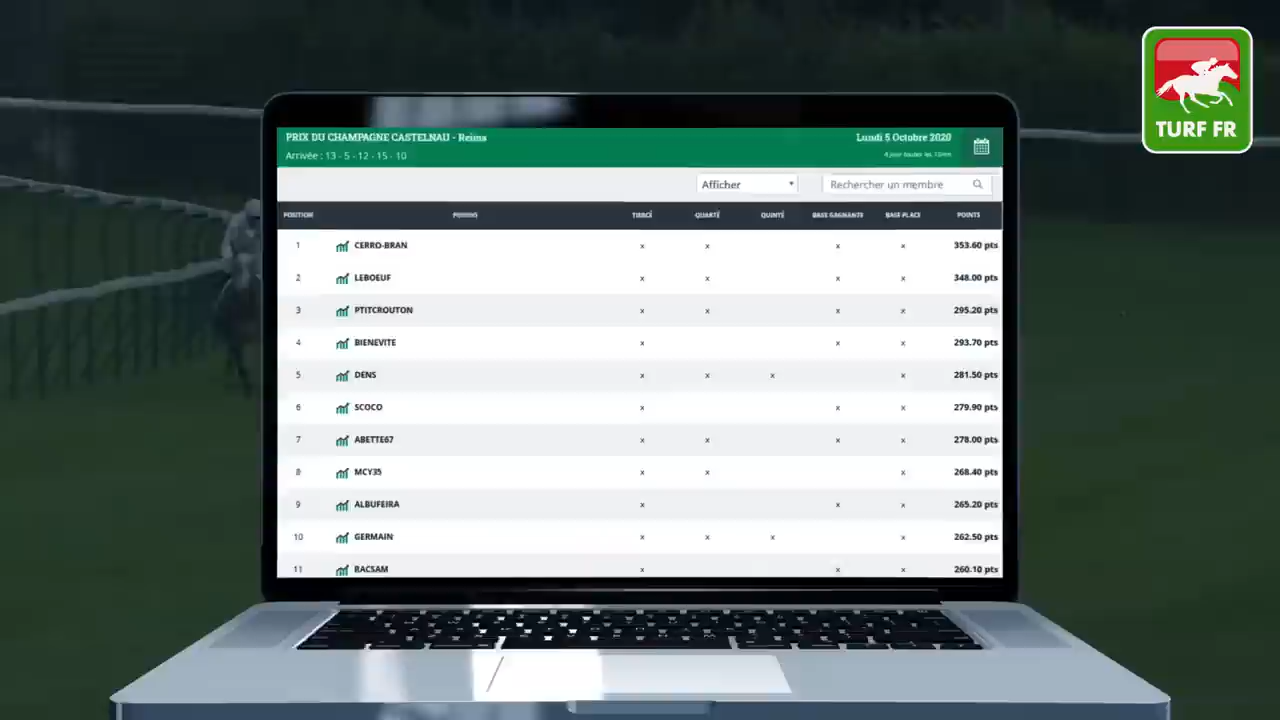 TURF FR
PRIX DU CHAMPAGNE CASTELNAU - Reims
Lundi 5 Octobre 2020
Arrivée : 13 - 5 - 12 - 15 - 10
Afficher
Rechercher un membre
POSITION TIERCÉ QUARTÉ QUINTÉ BASE GAGNANTE BASE PLACE POINTS
1 CERRO-BRAN x x x x 353.60 pts
2 LEBOEUF x x x x 348.00 pts
3 PTITCROUTON x x x x 295.20 pts
4 BIENEVITE x x x 293.70 pts
5 DENS x x x x 281.50 pts
6 SCOCO x x x 279.90 pts
7 ABETTE67 x x x x 278.00 pts
8 MCY35 x x x 268.40 pts
9 ALBUFEIRA x x x 265.20 pts
10 GERMAIN x x x x 262.50 pts
11 RACSAM x x x 260.10 pts